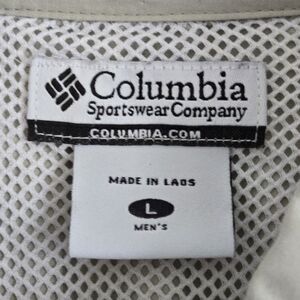 Columbia
Sportswear Company
COLUMBIA.COM
MADE IN LAOS
L
MEN'S